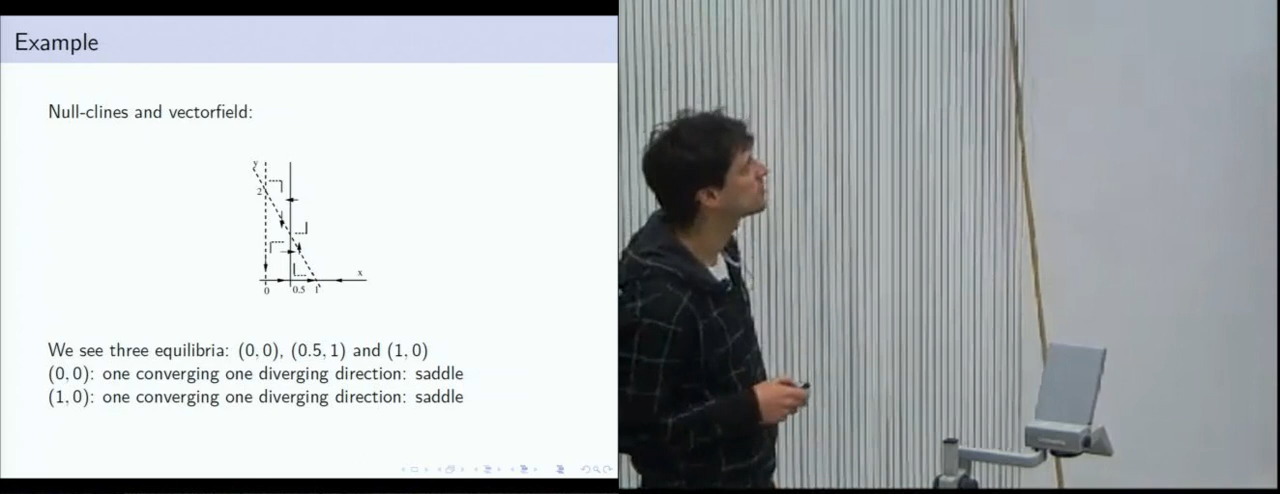 Example
Null-clines and vectorfield:
y
2
x
0
0.5
1
We see three equilibria: (0, 0), (0.5, 1) and (1, 0)
(0, 0): one converging one diverging direction: saddle
(1, 0): one converging one diverging direction: saddle